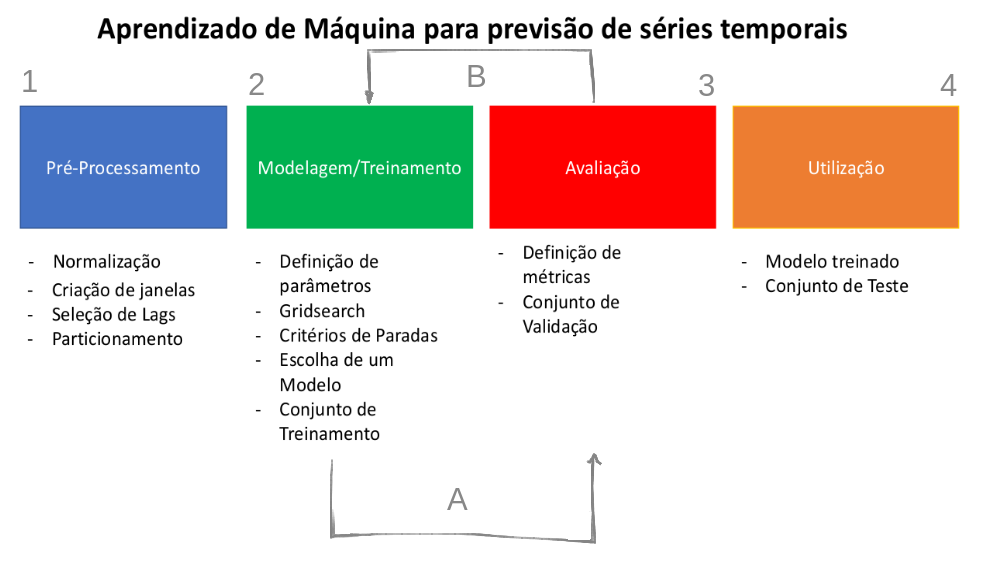 Aprendizado de Máquina para previsão de séries temporais
1
2
B
3
4
Pré-Processamento
Modelagem/Treinamento
Avaliação
Utilização
- Normalização
- Criação de janelas
- Seleção de Lags
- Particionamento
- Definição de
parâmetros
- Gridsearch
- Critérios de Paradas
- Escolha de um
Modelo
- Conjunto de
Treinamento
- Definição de
métricas
- Conjunto de
Validação
- Modelo treinado
- Conjunto de Teste
A